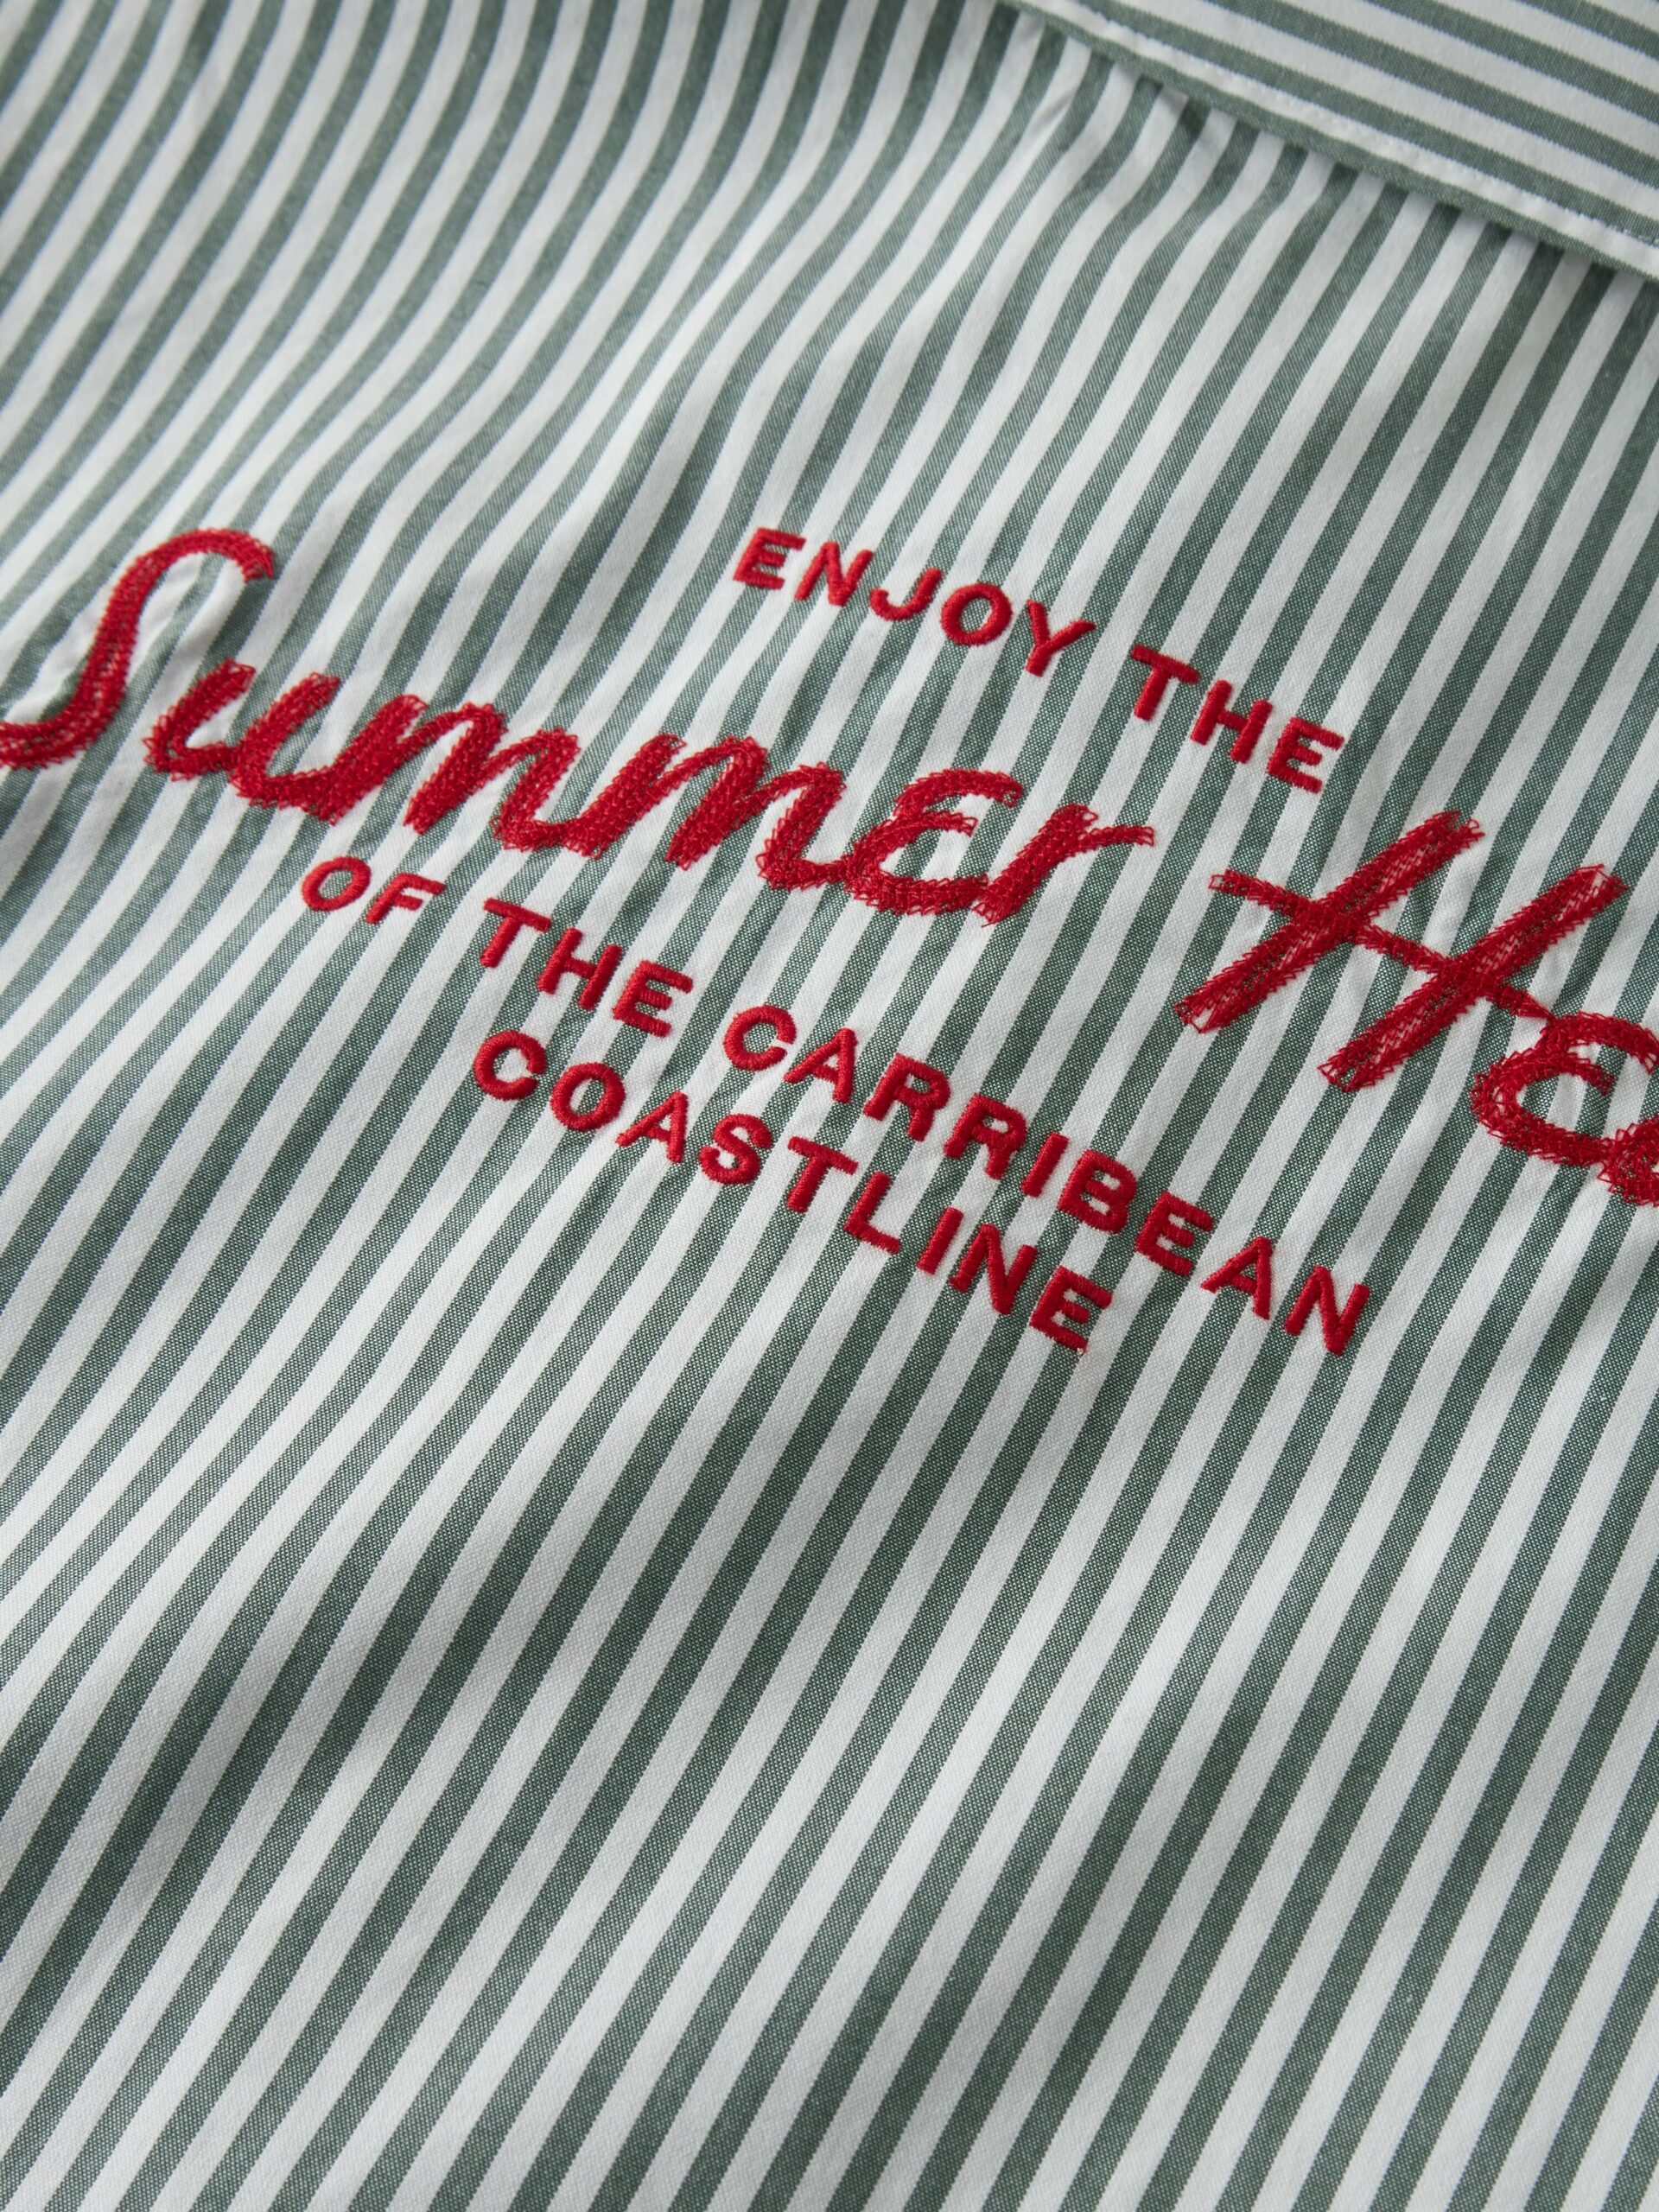 ENJOY THE
Summer
OF THE CARRIBEAN
COASTLINE